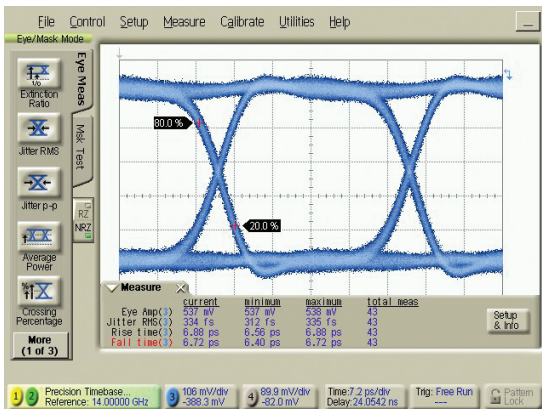 File Control Setup Measure Calibrate Utilities Help
Eye/Mask Mode
Extinction
Ratio
Jitter RMS
Jitter p-p
Average
Power
Crossing
Percentage
More
(1 of 3)
Eye Meas
Msk Test
RZ
NRZ
80.0 %
20.0 %
Measure
current minimum maximum total meas
Eye Amp(3) 537 mV 537 mV 538 mV 43
Jitter RMS(3) 334 fs 312 fs 335 fs 43
Rise time(3) 6.88 ps 6.56 ps 6.88 ps 43
Fall time(3) 6.72 ps 6.40 ps 6.72 ps 43
Setup
& Info
1 2 Precision Timebase...
Reference: 14.00000 GHz
3 106 mV/div
-388.3 mV
4 89.9 mV/div
-82.0 mV
Time:7.2 ps/div
Delay:24.0542 ns
Trig: Free Run
---
Pattern
Lock